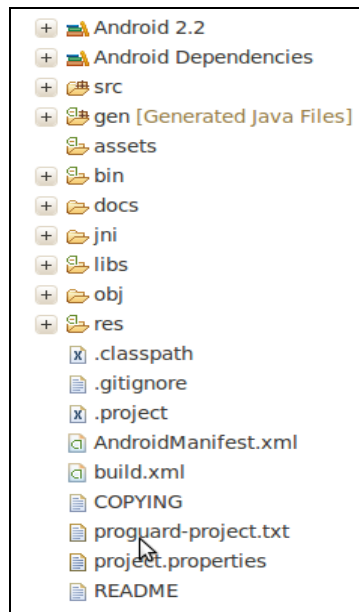 Android 2.2
Android Dependencies
src
gen [Generated Java Files]
assets
bin
docs
jni
libs
obj
res
.classpath
.gitignore
.project
AndroidManifest.xml
build.xml
COPYING
proguard-project.txt
project.properties
README